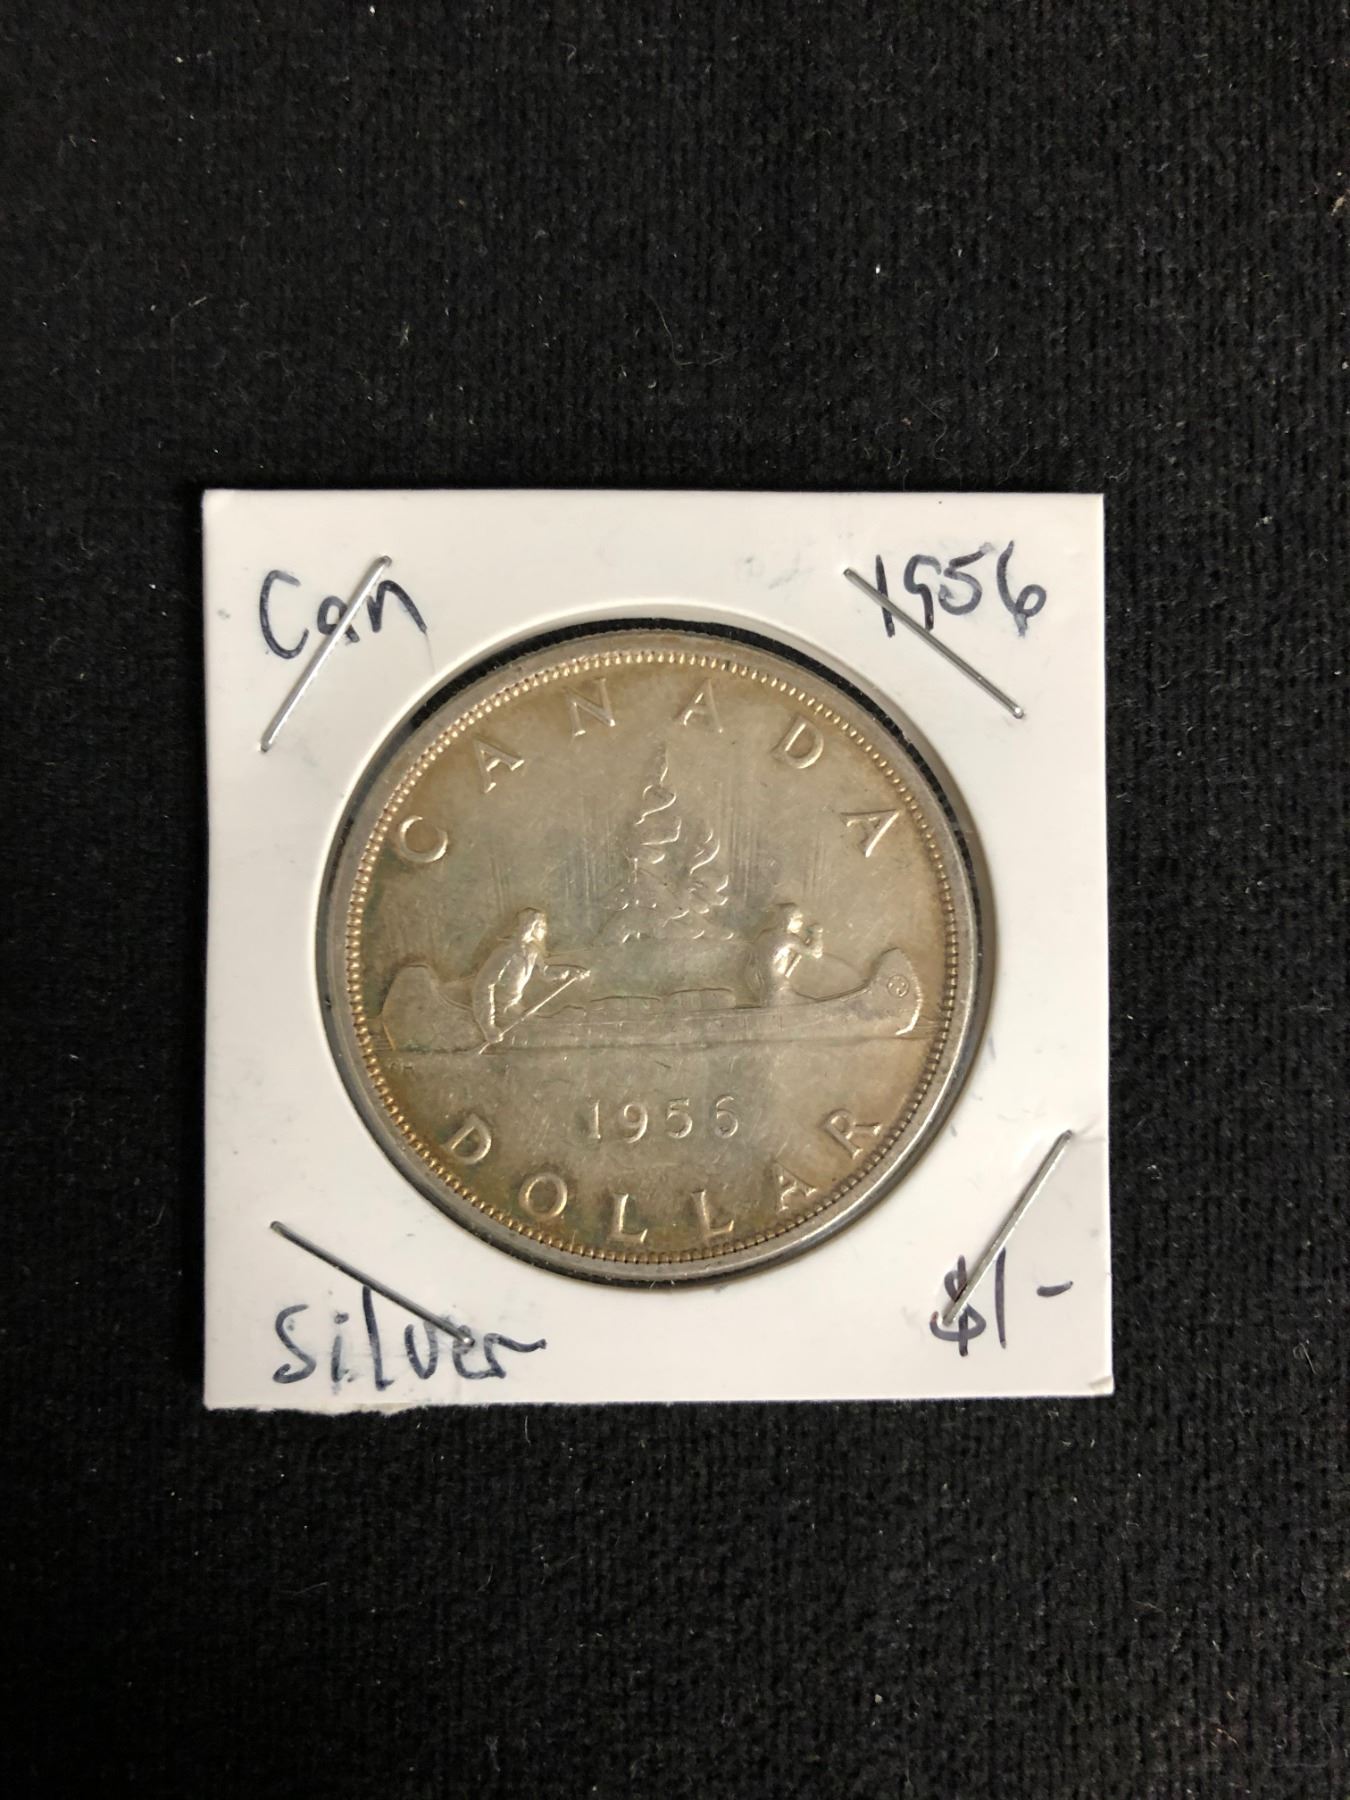 Can 1956
CANADA
1956
DOLLAR
Silver $1-